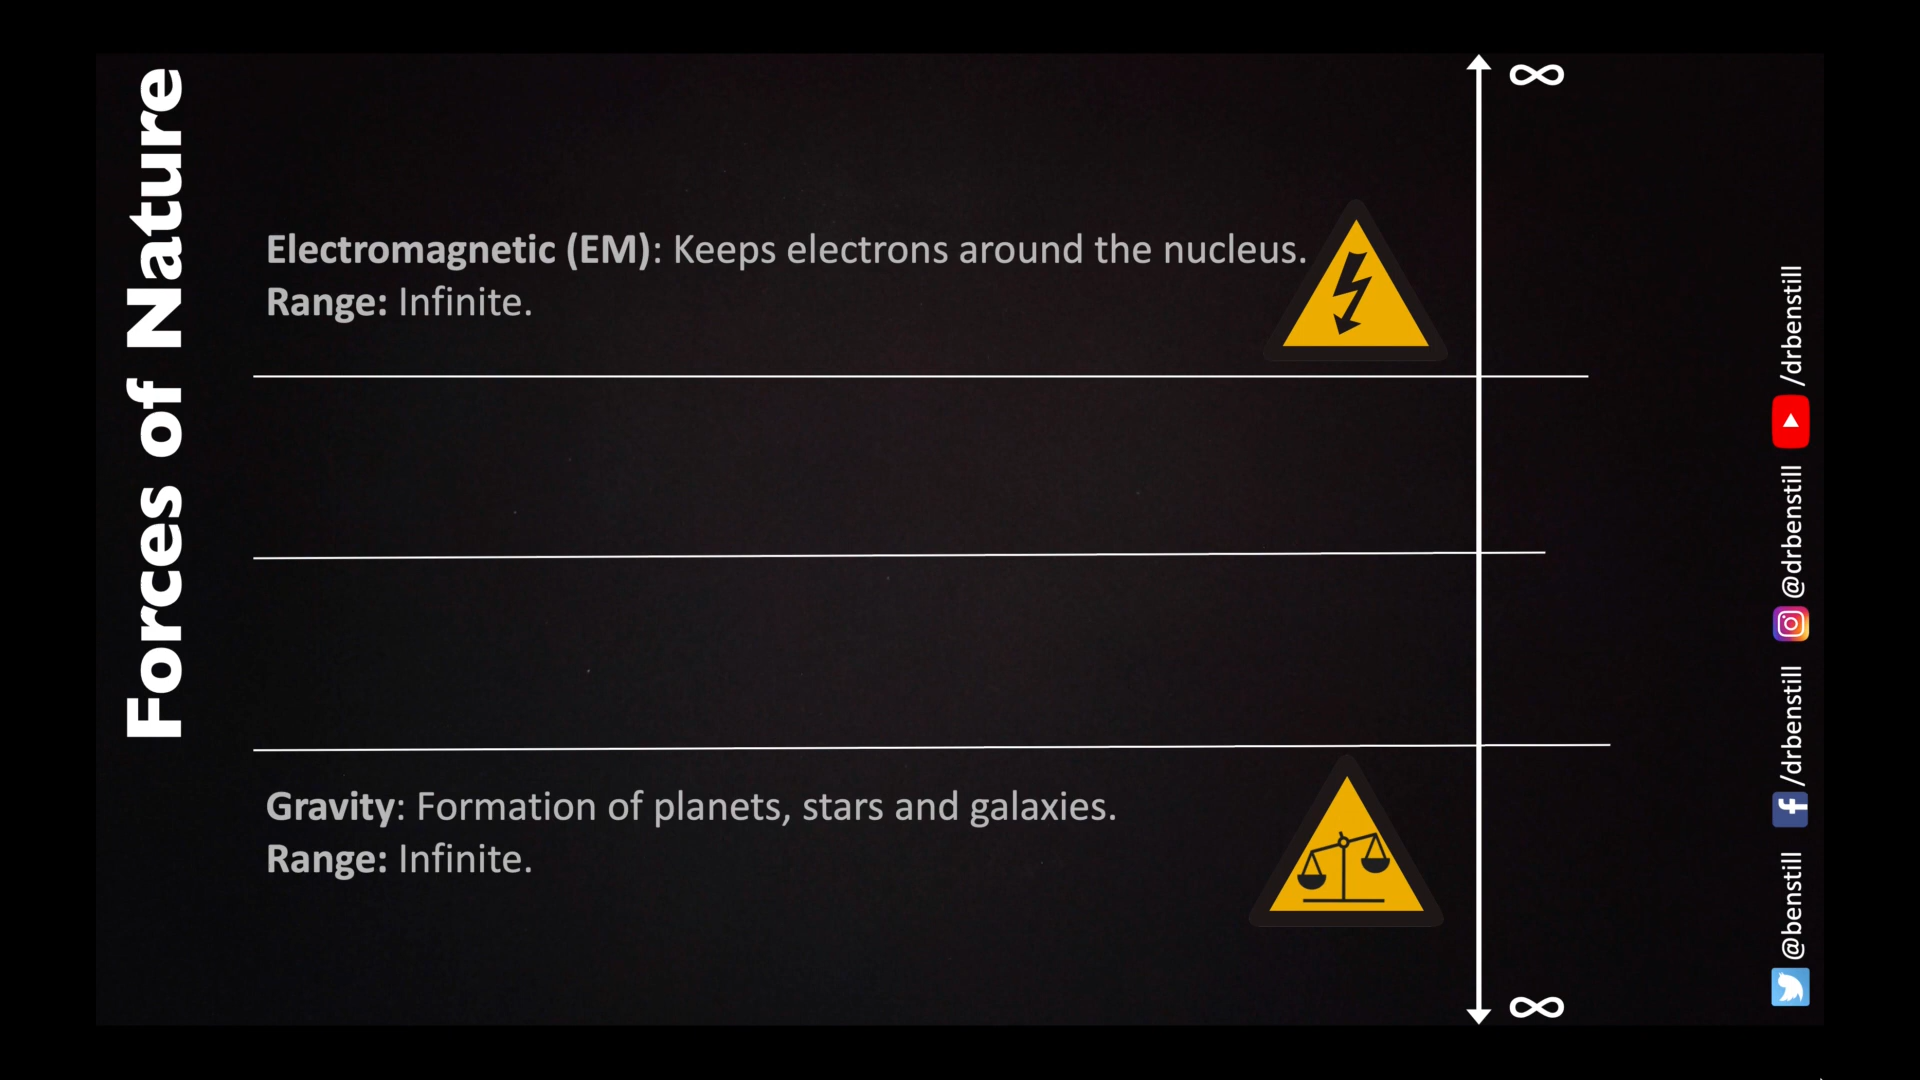 Forces of Nature
∞
Electromagnetic (EM): Keeps electrons around the nucleus.
Range: Infinite.
Gravity: Formation of planets, stars and galaxies.
Range: Infinite.
∞
/drbenstill
@drbenstill
/drbenstill
@benstill